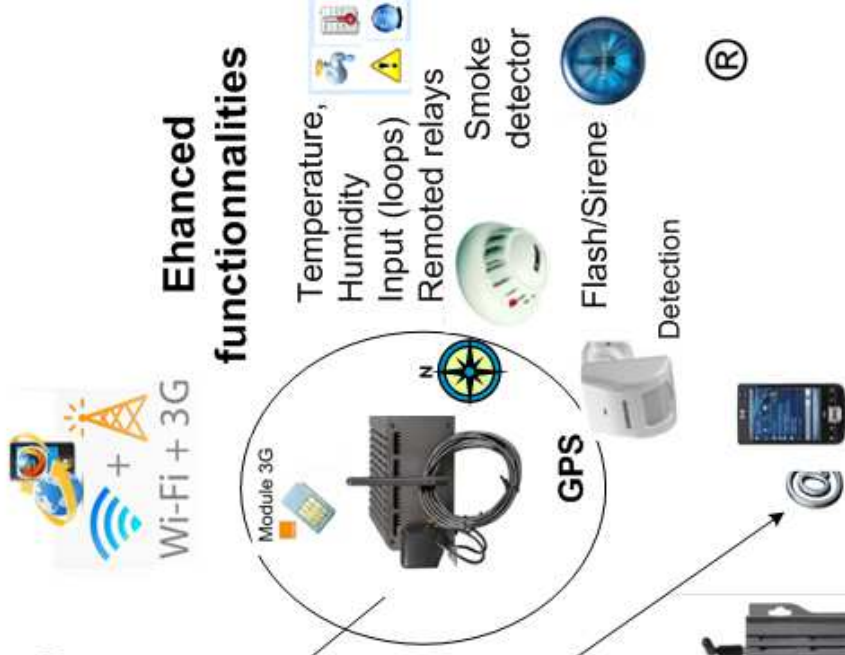 Wi-Fi + 3G
Ehanced
functionnalities
Module 3G
GPS
N
Temperature,
Humidity
Input (loops)
Remoted relays
Smoke
detector
Flash/Sirene
Detection
@
®